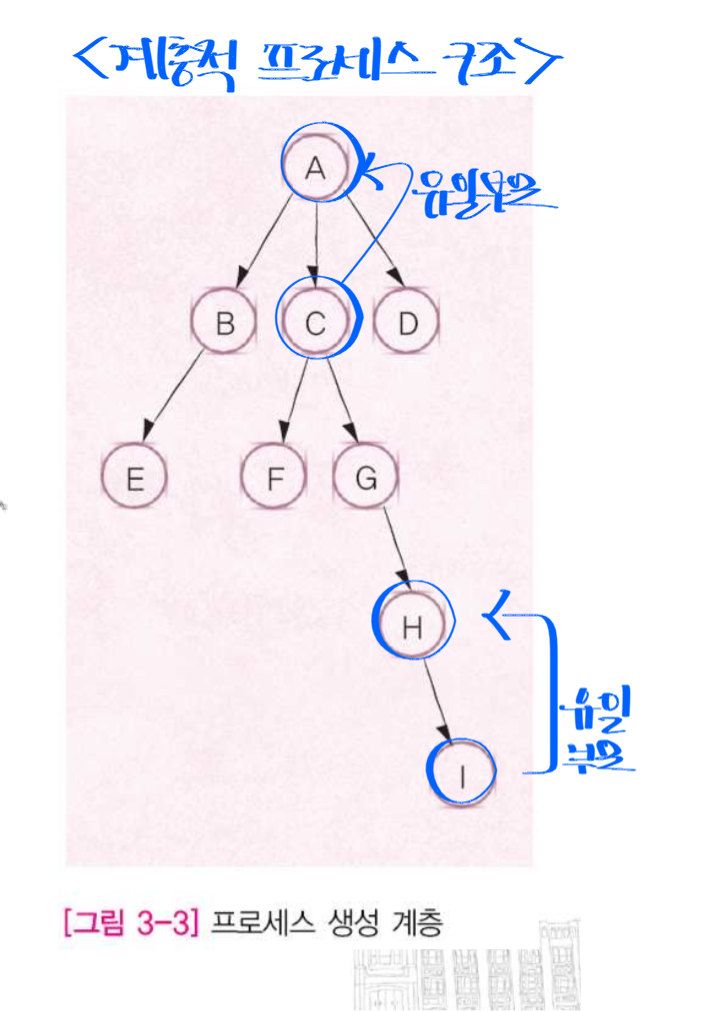 <계층적 프로세스 구조>
A
유일부모
B C D
E F G
H
유일
부모
I
[그림 3-3] 프로세스 생성 계층